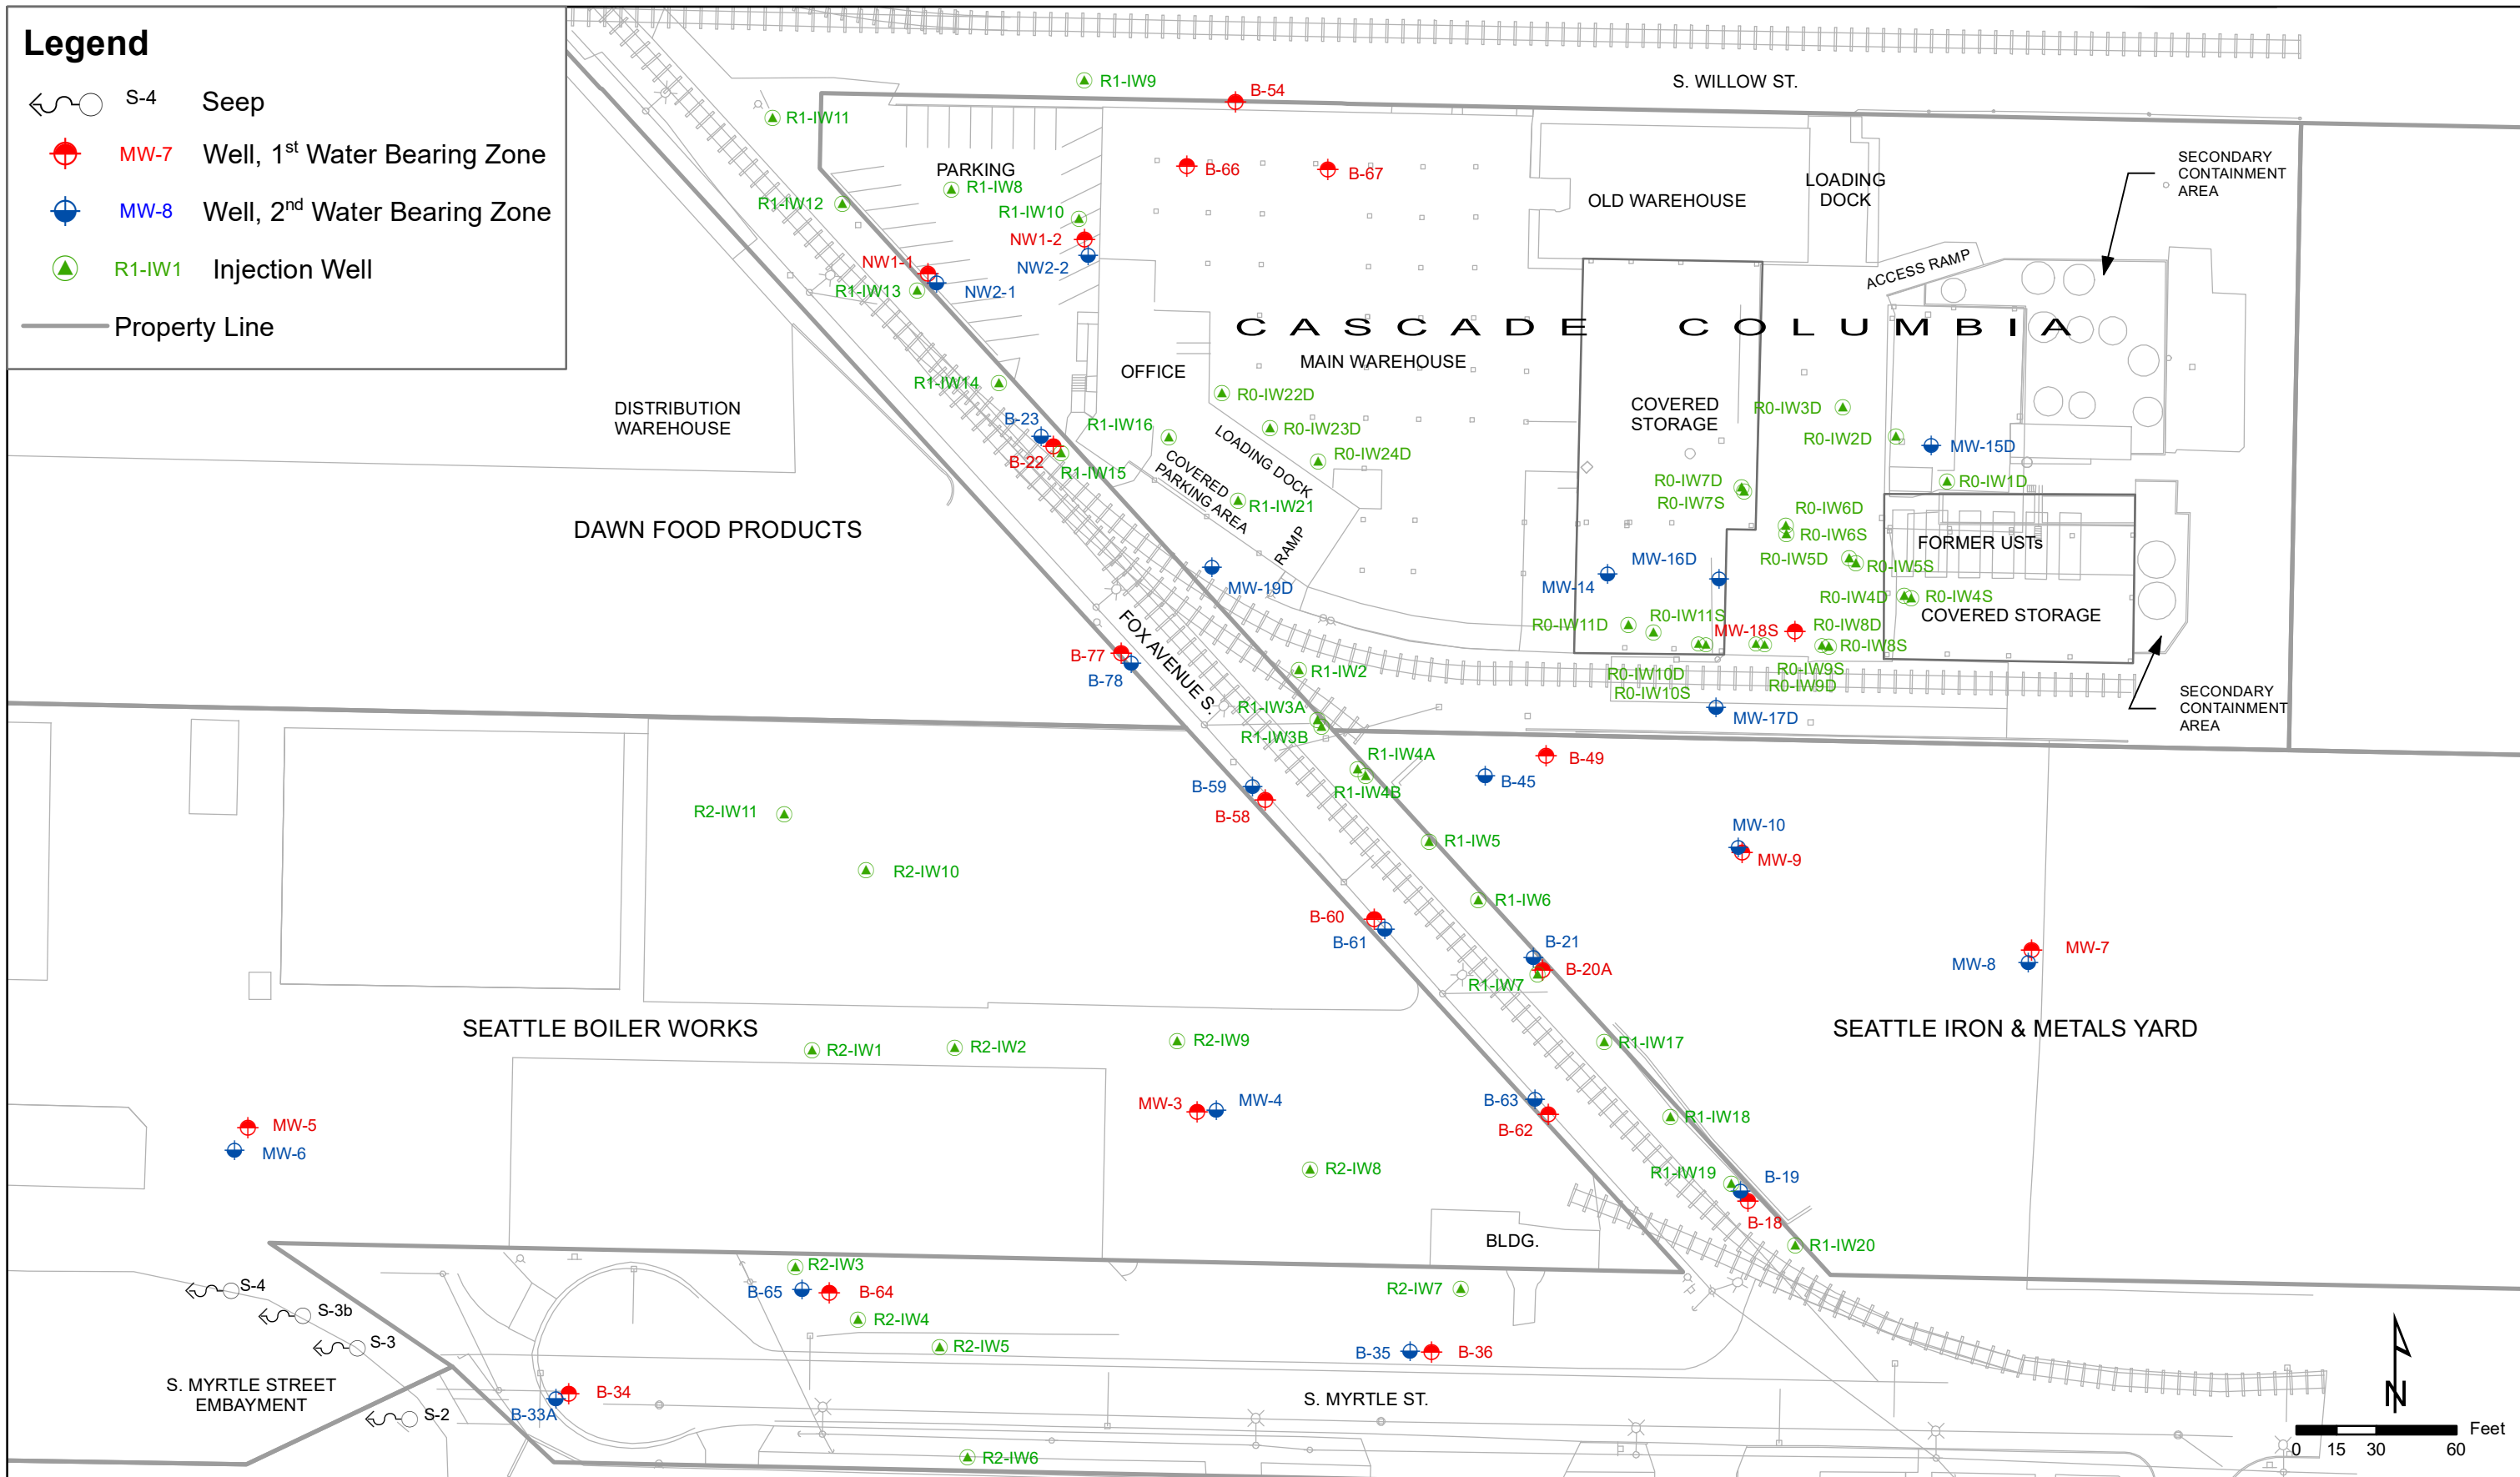 Legend
S-4 Seep
MW-7 Well, 1st Water Bearing Zone
MW-8 Well, 2nd Water Bearing Zone
R1-IW1 Injection Well
Property Line
S. WILLOW ST.
R1-IW9
B-54
R1-IW11
PARKING
R1-IW8
R1-IW12
R1-IW10
B-66
B-67
NW1-2
NW2-2
NW1-1
NW2-1
R1-IW13
OLD WAREHOUSE
LOADING
DOCK
SECONDARY
CONTAINMENT
AREA
ACCESS RAMP
CASCADE COLUMBIA
MAIN WAREHOUSE
OFFICE
R1-IW14
R0-IW22D
DISTRIBUTION
WAREHOUSE
B-23
B-22
R1-IW15
R1-IW16
R0-IW23D
R0-IW24D
LOADING DOCK
COVERED
PARKING AREA
R1-IW21
RAMP
COVERED
STORAGE
R0-IW3D
R0-IW2D
MW-15D
R0-IW1D
R0-IW7D
R0-IW7S
R0-IW6D
R0-IW6S
FORMER USTs
R0-IW5D
R0-IW5S
R0-IW4D
R0-IW4S
COVERED STORAGE
DAWN FOOD PRODUCTS
MW-19D
MW-14
MW-16D
R0-IW11D
R0-IW11S
MW-18S
R0-IW8D
R0-IW8S
R0-IW9S
R0-IW9D
R0-IW10D
R0-IW10S
MW-17D
SECONDARY
CONTAINMENT
AREA
FOX AVENUE S.
B-77
B-78
R1-IW2
R1-IW3A
R1-IW3B
R1-IW4A
R1-IW4B
B-49
B-45
B-59
B-58
R2-IW11
R2-IW10
R1-IW5
MW-10
MW-9
R1-IW6
B-60
B-61
B-21
B-20A
R1-IW7
MW-7
MW-8
SEATTLE BOILER WORKS
SEATTLE IRON & METALS YARD
R2-IW1
R2-IW2
R2-IW9
R1-IW17
MW-3
MW-4
B-63
B-62
R1-IW18
MW-5
MW-6
R2-IW8
R1-IW19
B-19
B-18
R1-IW20
BLDG.
S-4
S-3b
S-3
S-2
R2-IW3
B-65
B-64
R2-IW4
R2-IW5
R2-IW7
B-35
B-36
S. MYRTLE STREET
EMBAYMENT
B-34
B-33A
S. MYRTLE ST.
R2-IW6
N
Feet
0 15 30 60